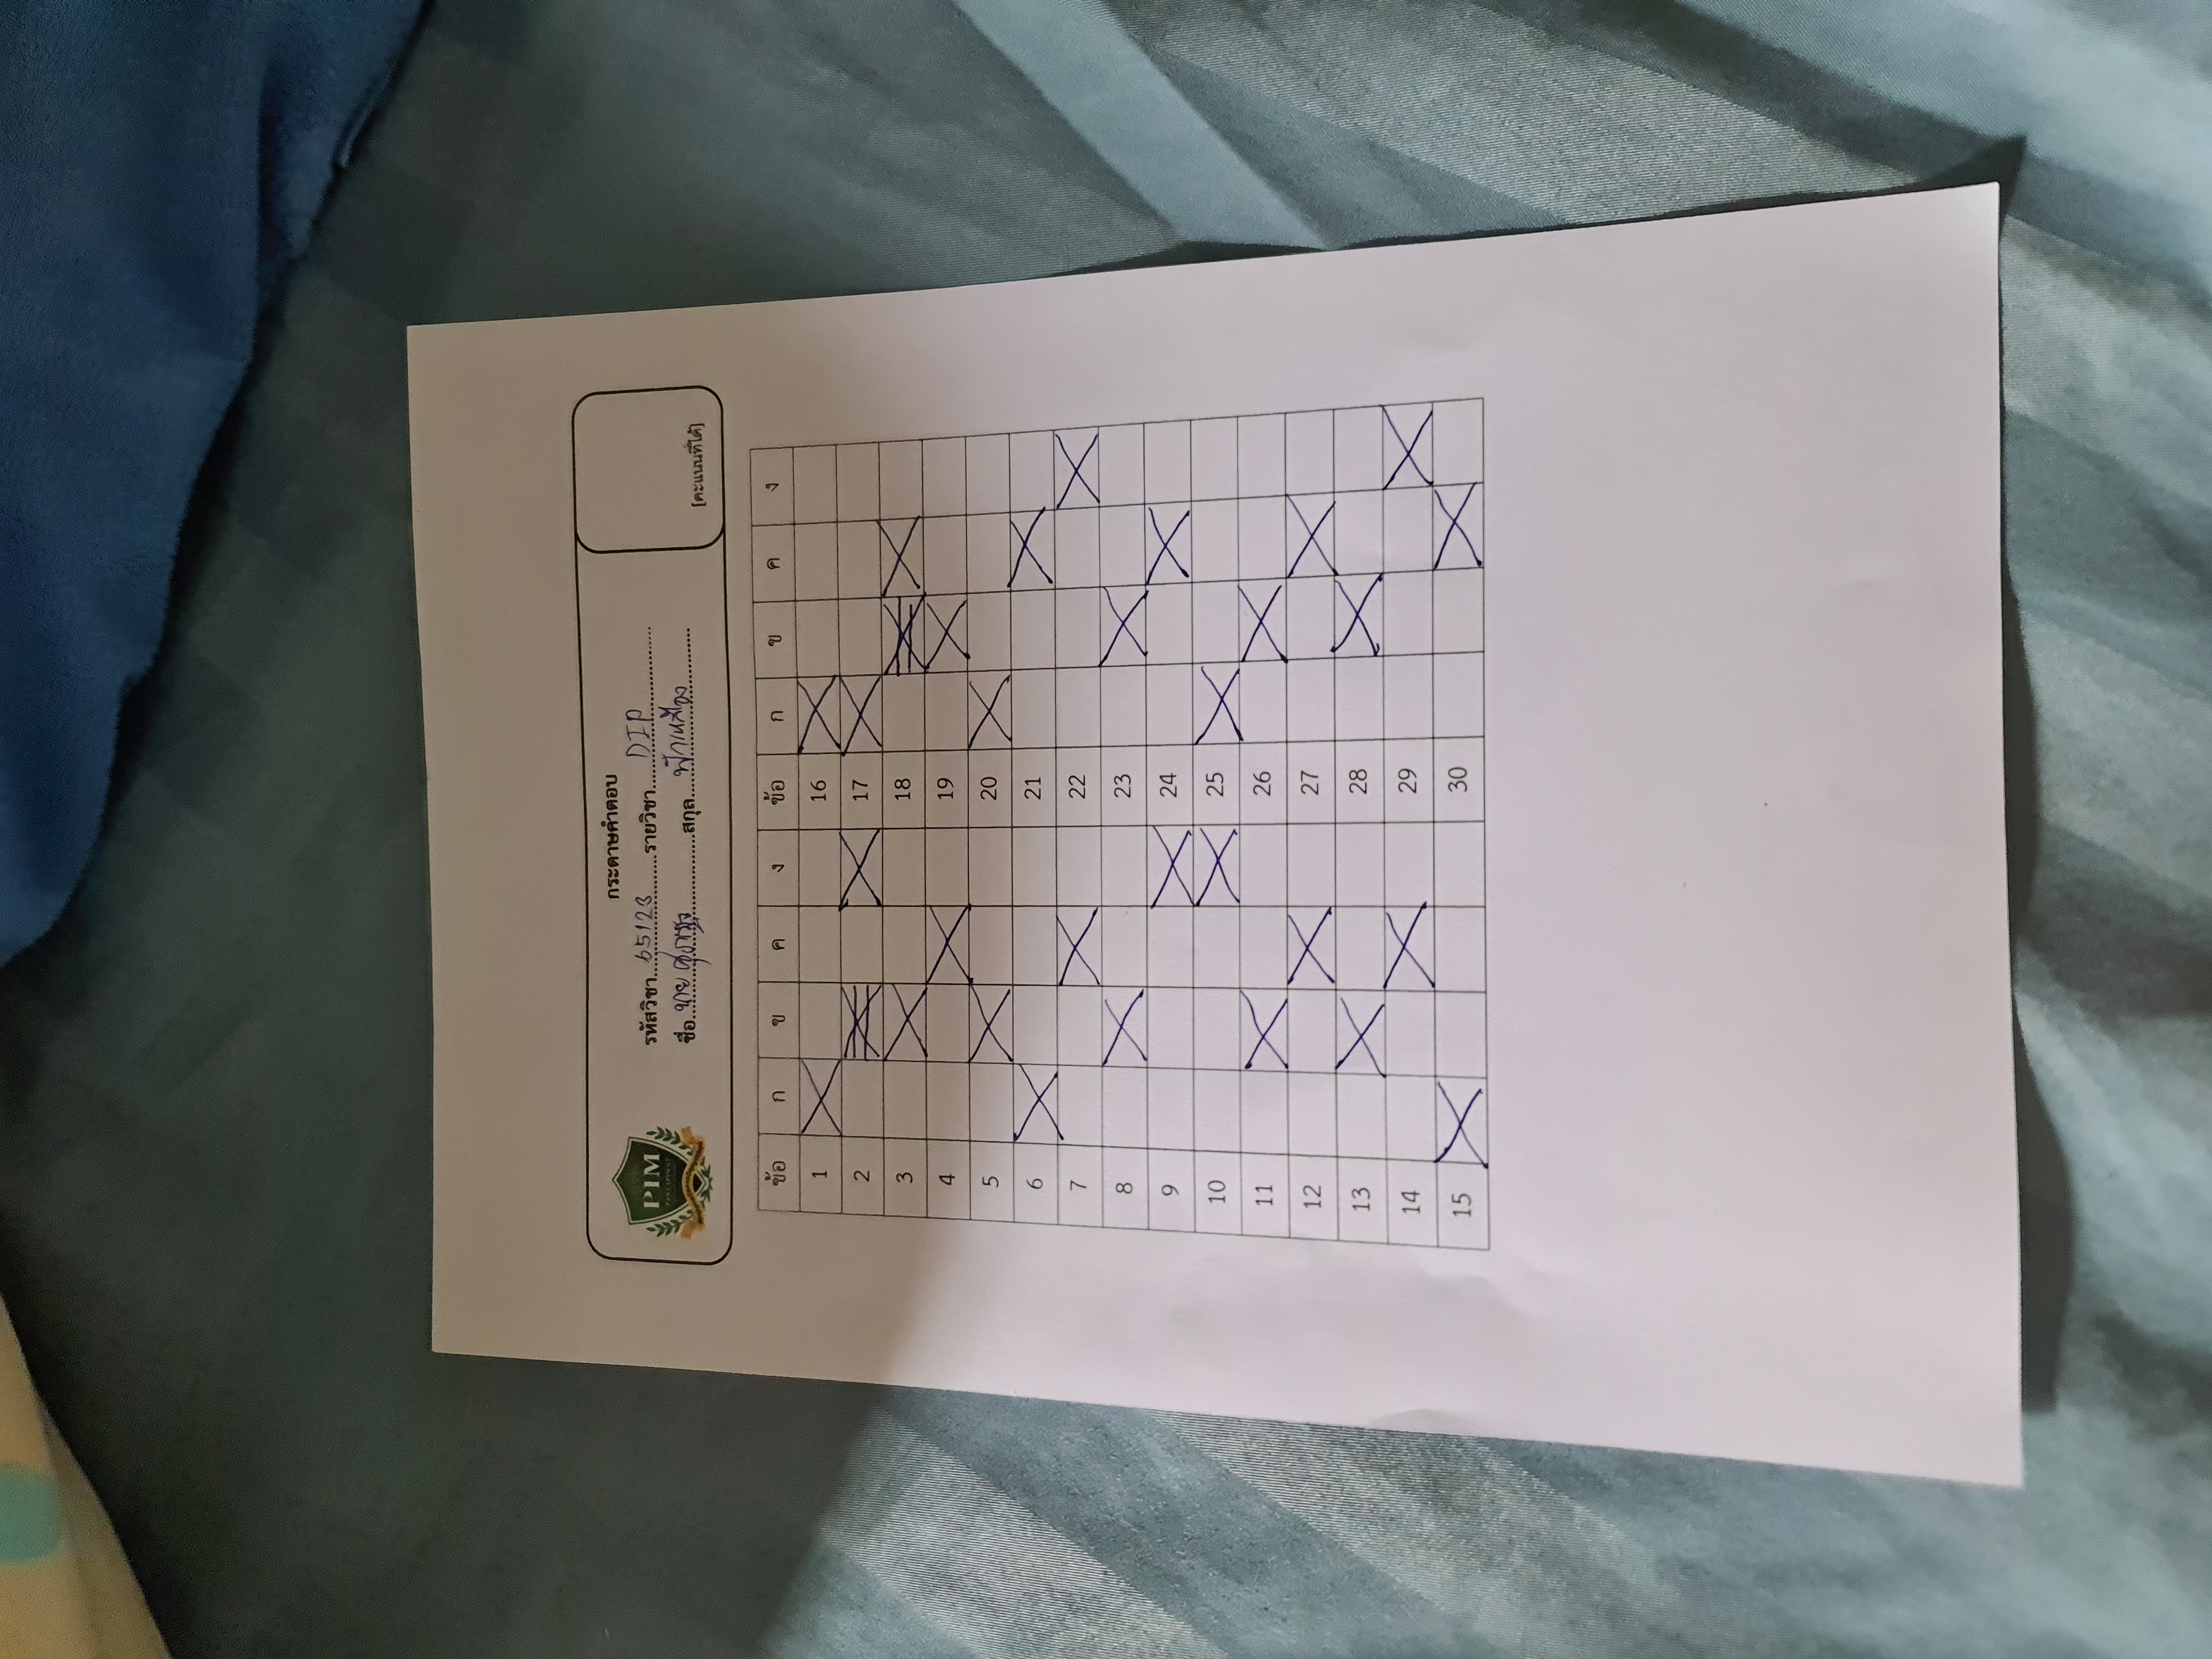 กระดาษคำตอบ
PIM
รหัสวิชา 65123 รายวิชา DIP
ชื่อ นาย สกุล ฟักเหลือง
[คะแนนที่ได้]
ข้อ ก ข ค ง ข้อ ก ข ค ง
1 16
2 17
3 18
4 19
5 20
6 21
7 22
8 23
9 24
10 25
11 26
12 27
13 28
14 29
15 30